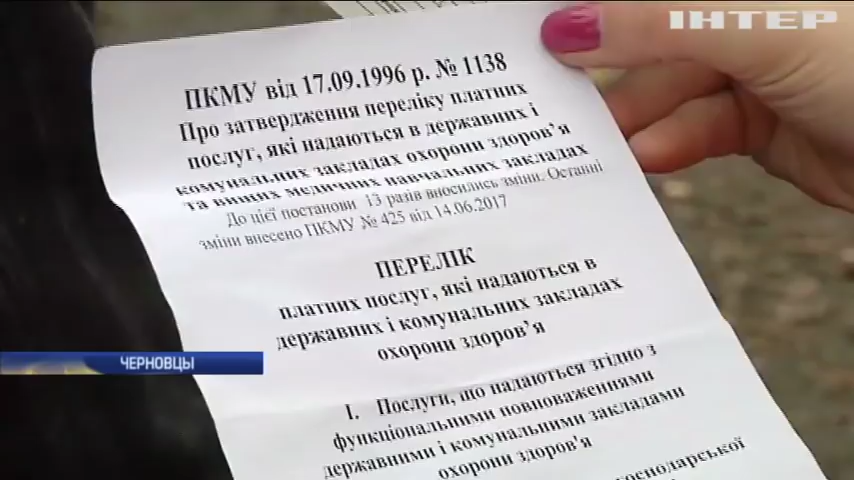 ІНТЕР
ПКМУ від 17.09.1996 р. № 1138
Про затвердження переліку платних
послуг, які надаються в державних і
комунальних закладах охорони здоров’я
та вищих медичних навчальних закладах
До цієї постанови 13 разів вносились зміни. Останні
зміни внесено ПКМУ № 425 від 14.06.2017
ПЕРЕЛІК
платних послуг, які надаються в
державних і комунальних закладах
охорони здоров’я
І. Послуги, що надаються згідно з
функціональними повноваженнями
державними і комунальними закладами
охорони здоров'я
господарської
ЧЕРНОВЦЫ